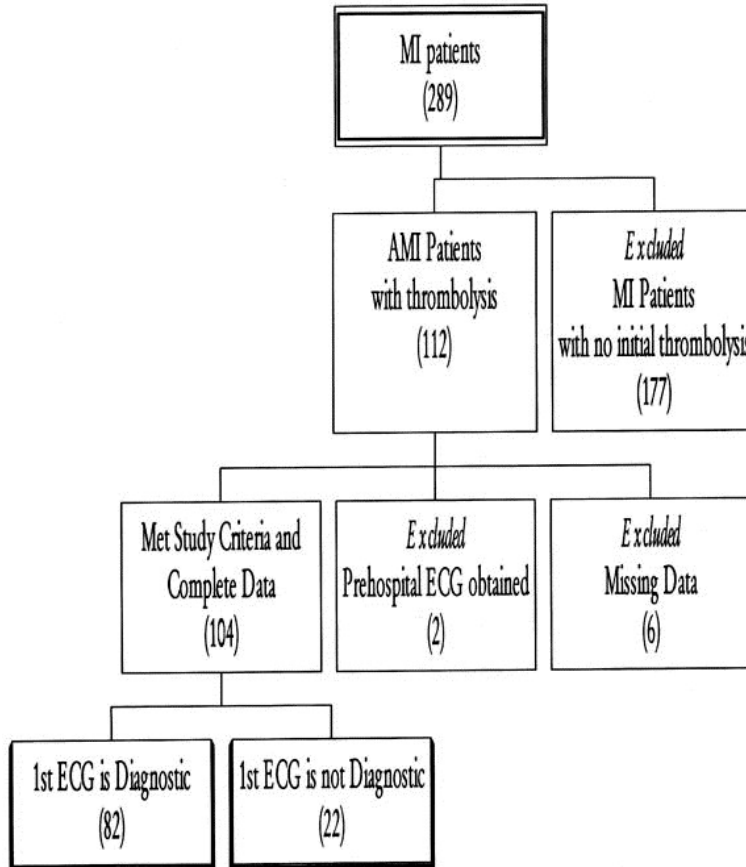 MI patients
(289)
AMI Patients
with thrombolysis
(112)
Excluded
MI Patients
with no initial thrombolysis
(177)
Met Study Criteria and
Complete Data
(104)
Excluded
Prehospital ECG obtained
(2)
Excluded
Missing Data
(6)
1st ECG is Diagnostic
(82)
1st ECG is not Diagnostic
(22)